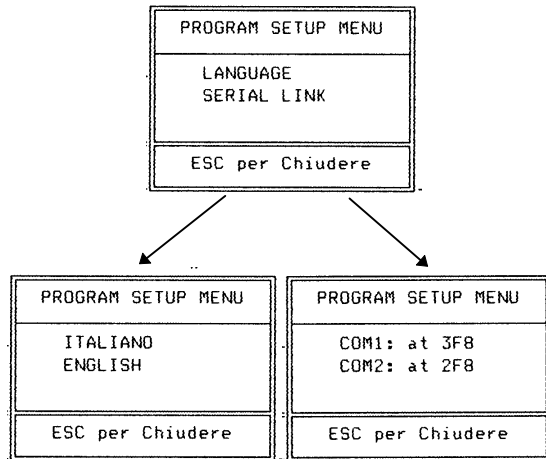 PROGRAM SETUP MENU
LANGUAGE
SERIAL LINK
ESC per Chiudere
PROGRAM SETUP MENU
ITALIANO
ENGLISH
ESC per Chiudere
PROGRAM SETUP MENU
COM1: at 3F8
COM2: at 2F8
ESC per Chiudere